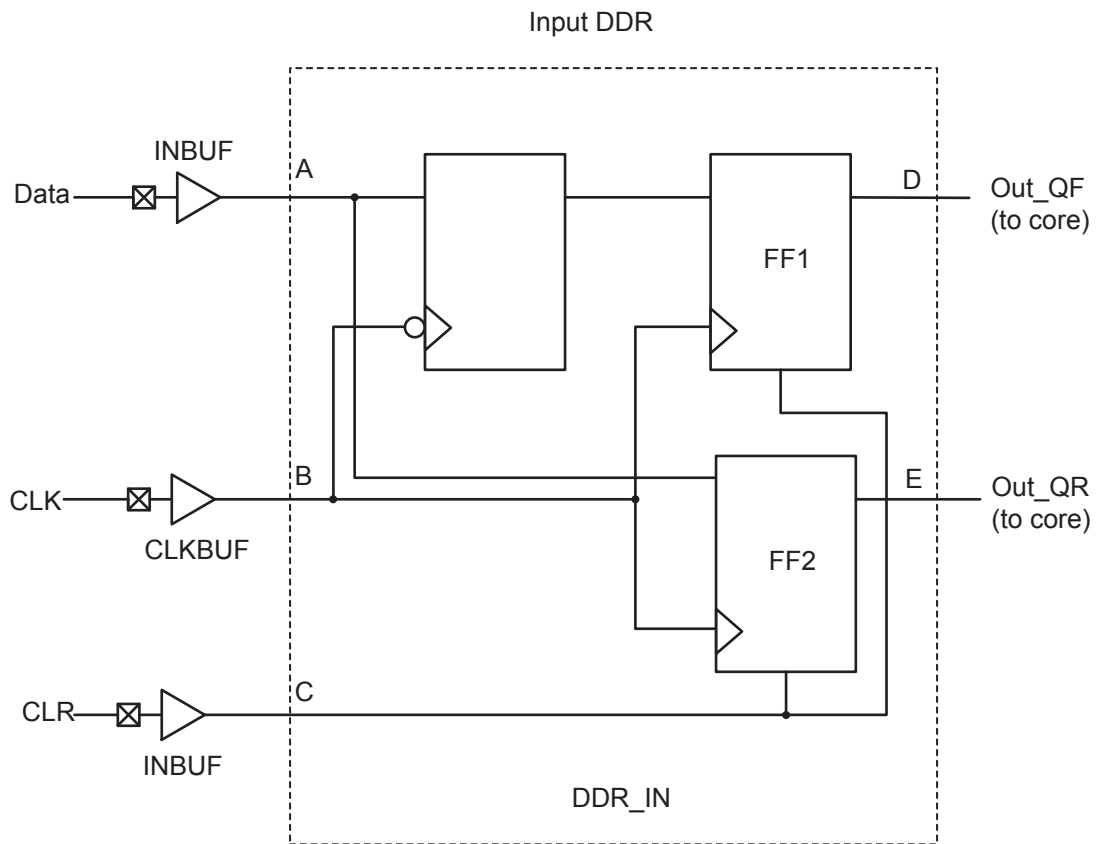 Input DDR
INBUF
Data
A
D
Out_QF
(to core)
FF1
B
E
CLK
CLKBUF
Out_QR
(to core)
FF2
C
CLR
INBUF
DDR_IN